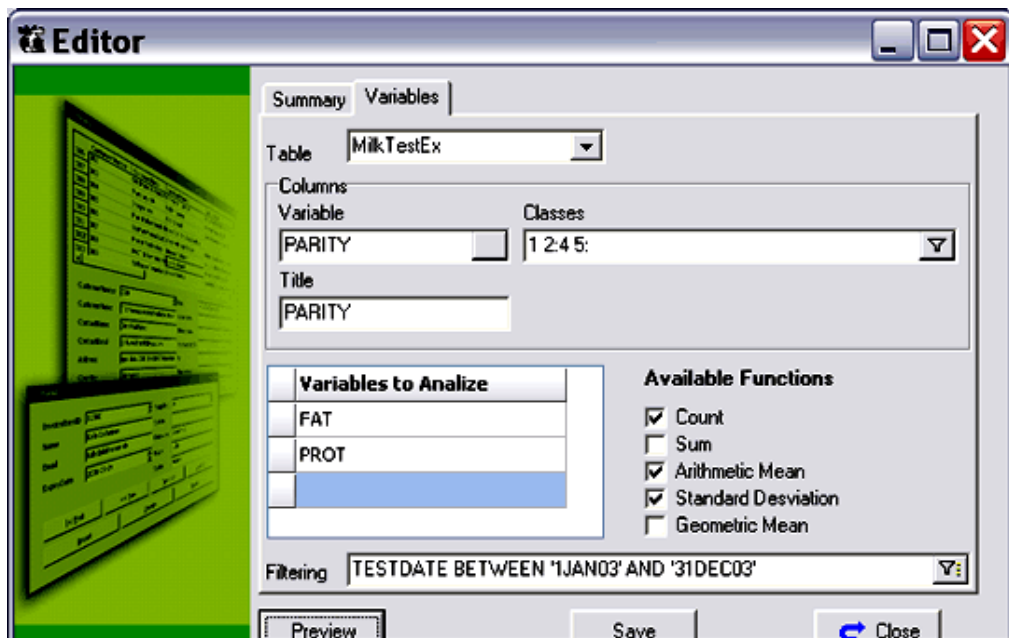 Editor
Summary Variables
Table MilkTestEx
Columns
Variable Classes
PARITY 1 2:4 5:
Title
PARITY
Variables to Analize Available Functions
FAT Count
PROT Sum
Arithmetic Mean
Standard Desviation
Geometric Mean
Filtering TESTDATE BETWEEN '1JAN03' AND '31DEC03'
Preview Save Close